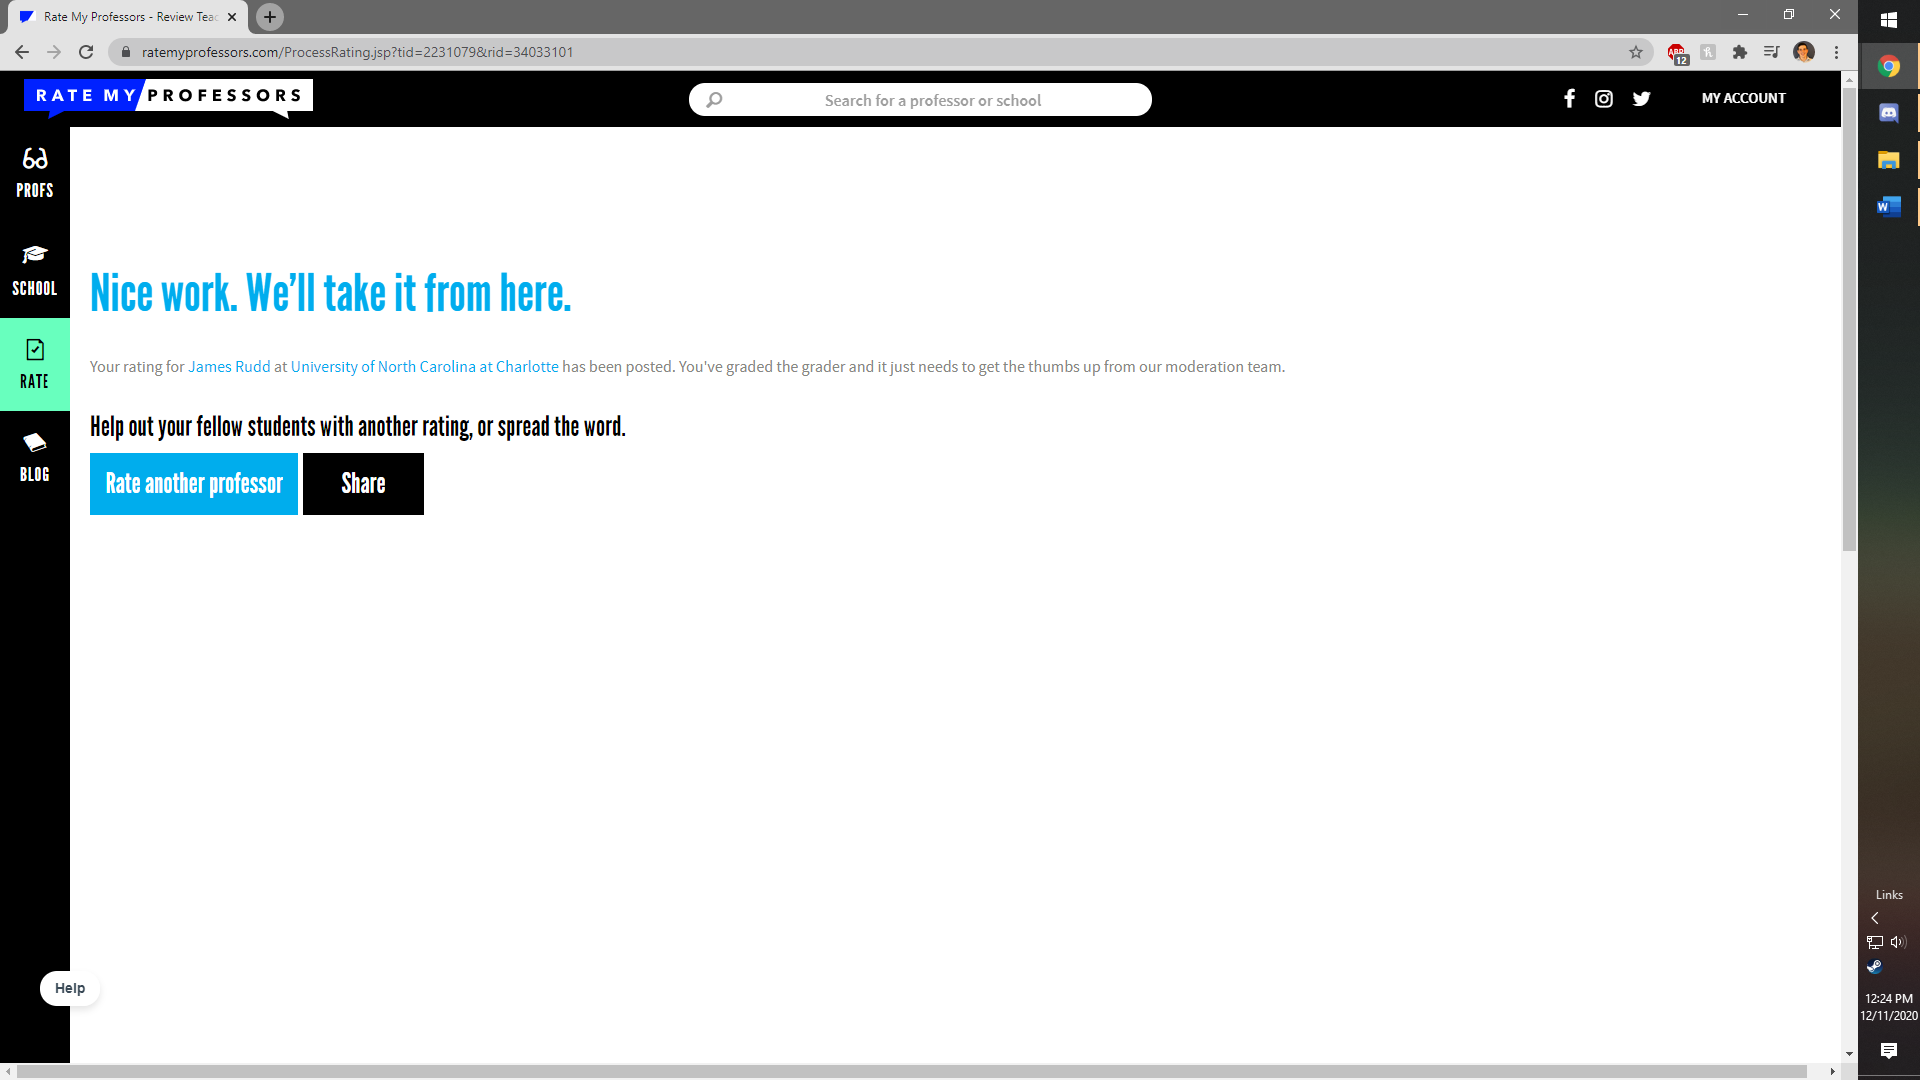 Rate My Professors - Review Teac
ratemyprofessors.com/ProcessRating.jsp?tid=2231079&rid=34033101
ABP
12
RATE MY PROFESSORS
Search for a professor or school
MY ACCOUNT
PROFS
SCHOOL
RATE
BLOG
Nice work. We’ll take it from here.
Your rating for James Rudd at University of North Carolina at Charlotte has been posted. You've graded the grader and it just needs to get the thumbs up from our moderation team.
Help out your fellow students with another rating, or spread the word.
Rate another professor
Share
Help
W
Links
12:24 PM
12/11/2020